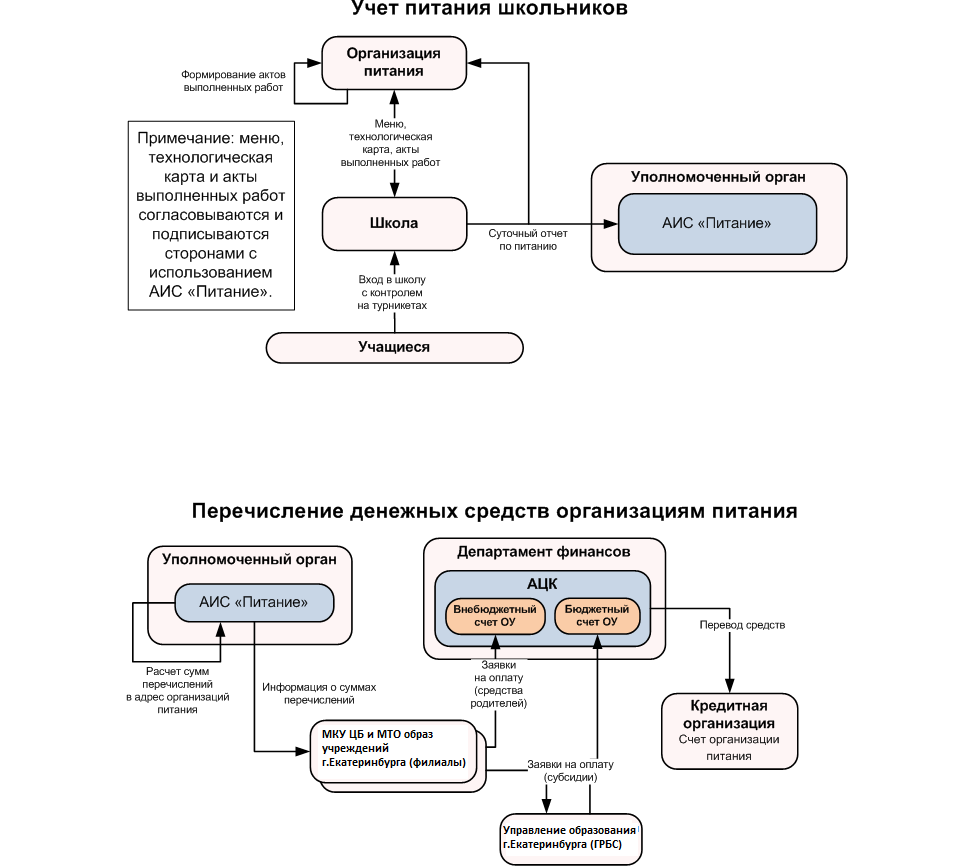 Учет питания школьников
Организация
питания
Формирование актов
выполненных работ
Меню,
технологическая
карта, акты
выполненных работ
Примечание: меню,
технологическая
карта и акты
выполненных работ
согласовываются и
подписываются
сторонами с
использованием
АИС «Питание».
Школа
Суточный отчет
по питанию
Уполномоченный орган
АИС «Питание»
Вход в школу
с контролем
на турникетах
Учащиеся
Перечисление денежных средств организациям питания
Уполномоченный орган
АИС «Питание»
Расчет сумм
перечислений
в адрес организаций
питания
Информация о суммах
перечислений
МКУ ЦБ и МТО образ
учреждений
г.Екатеринбурга (филиалы)
Департамент финансов
АЦК
Внебюджетный
счет ОУ
Бюджетный
счет ОУ
Заявки
на оплату
(средства
родителей)
Перевод средств
Кредитная
организация
Счет организации
питания
Заявки на оплату
(субсидии)
Управление образования
г.Екатеринбурга (ГРБС)